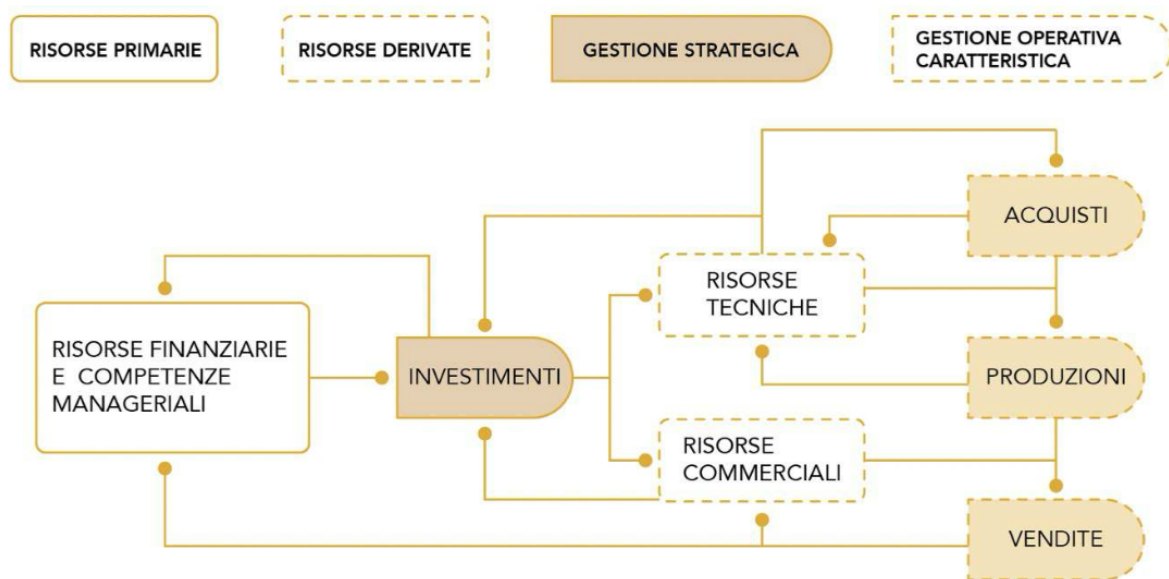 RISORSE PRIMARIE
RISORSE DERIVATE
GESTIONE STRATEGICA
GESTIONE OPERATIVA
CARATTERISTICA
ACQUISTI
RISORSE
TECNICHE
RISORSE FINANZIARIE
E COMPETENZE
MANAGERIALI
INVESTIMENTI
PRODUZIONI
RISORSE
COMMERCIALI
VENDITE